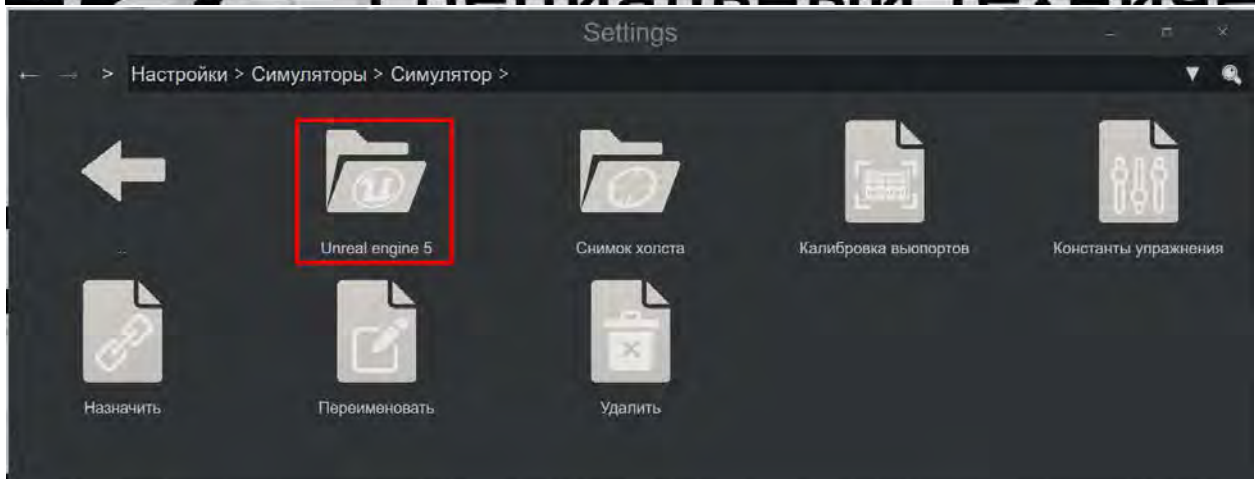 Settings
Настройки > Симуляторы > Симулятор >
..
Unreal engine 5
Снимок холста
Калибровка вьюпортов
Константы упражнения
Назначить
Переименовать
Удалить